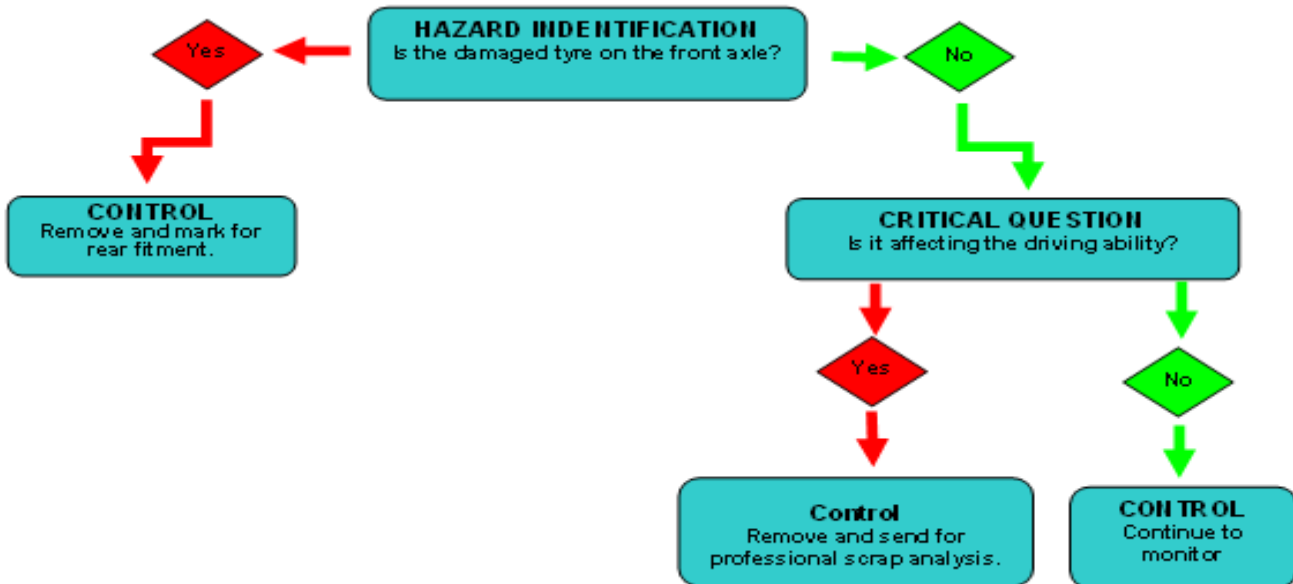 HAZARD INDENTIFICATION
Is the damaged tyre on the front axle?
Yes
No
CONTROL
Remove and mark for
rear fitment.
CRITICAL QUESTION
Is it affecting the driving ability?
Yes
No
Control
Remove and send for
professional scrap analysis.
CONTROL
Continue to
monitor